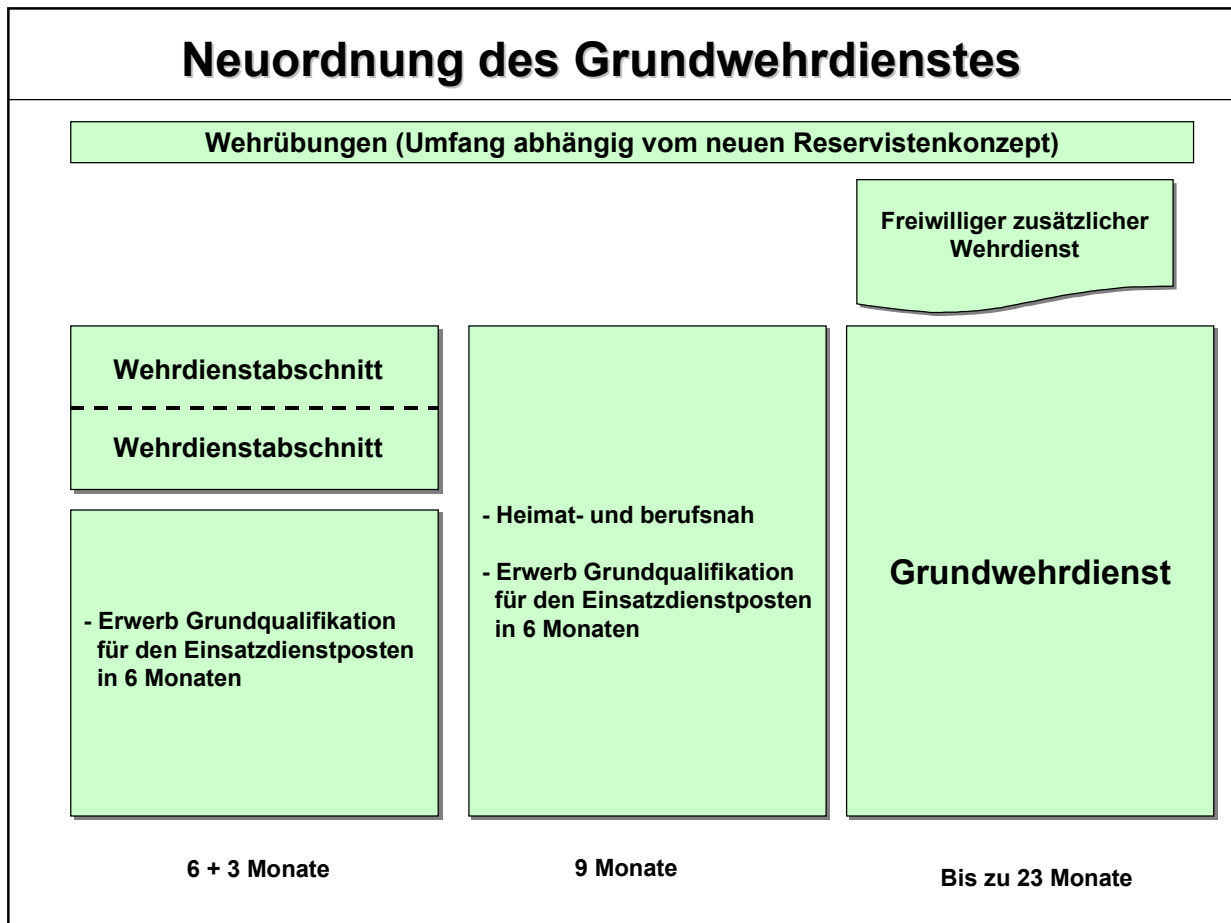 Neuordnung des Grundwehrdienstes
Wehrübungen (Umfang abhängig vom neuen Reservistenkonzept)
Freiwilliger zusätzlicher
Wehrdienst
Wehrdienstabschnitt
Wehrdienstabschnitt
- Erwerb Grundqualifikation
für den Einsatzdienstposten
in 6 Monaten
- Heimat- und berufsnah
- Erwerb Grundqualifikation
für den Einsatzdienstposten
in 6 Monaten
Grundwehrdienst
6 + 3 Monate
9 Monate
Bis zu 23 Monate